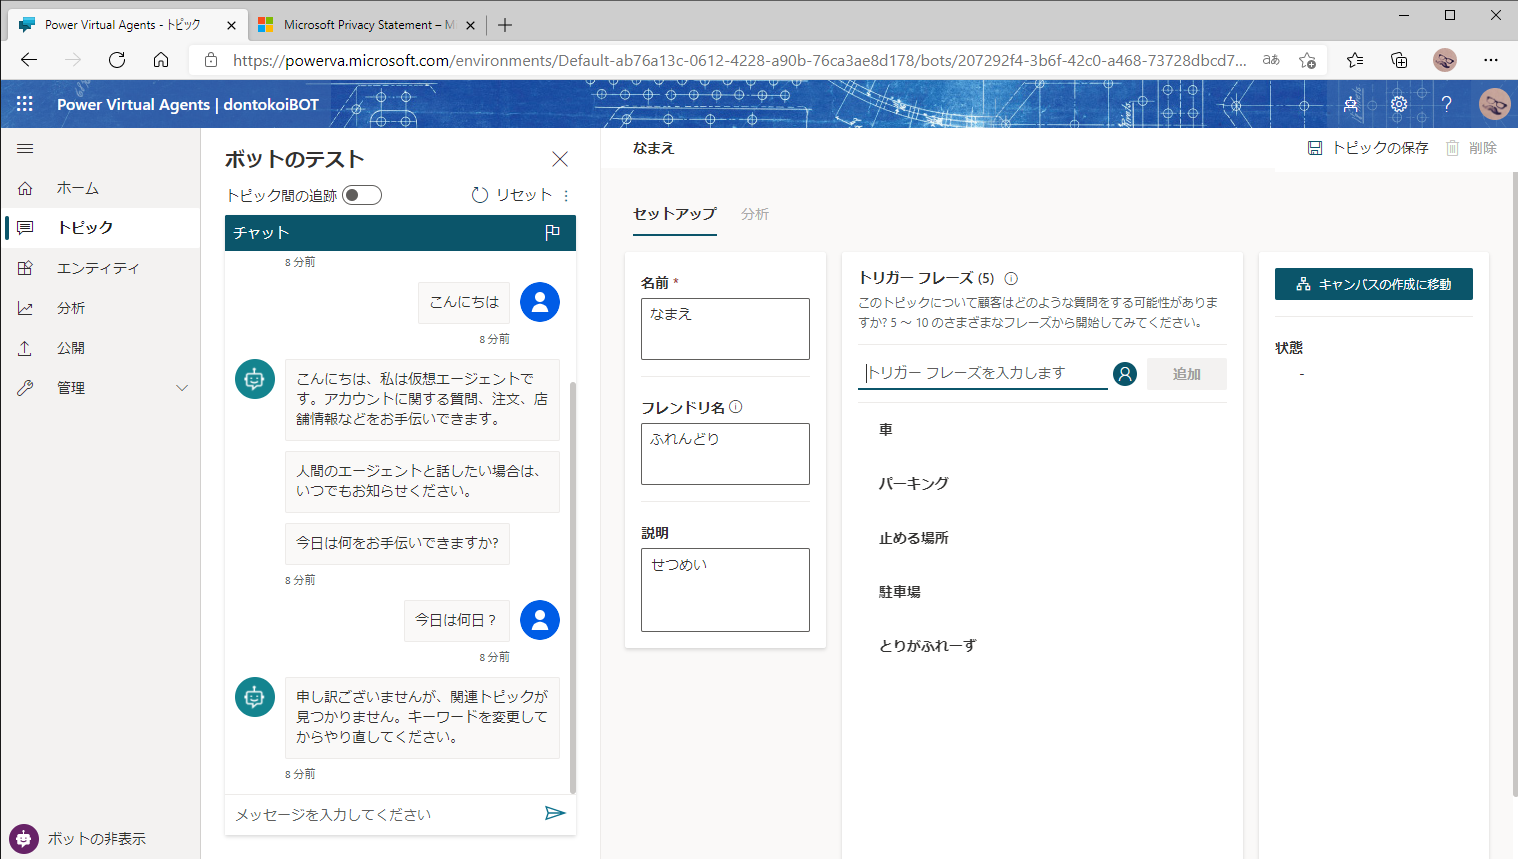 Power Virtual Agents - トピック
Microsoft Privacy Statement – M
https://powerva.microsoft.com/environments/Default-ab76a13c-0612-4228-a90b-76ca3ae8d178/bots/207292f4-3b6f-42c0-a468-73728dbcd7...
Power Virtual Agents | dontokoiBOT
ホーム
トピック
エンティティ
分析
公開
管理
ボットの非表示
ボットのテスト
トピック間の追跡
リセット
チャット
8 分前
こんにちは
8 分前
こんにちは、私は仮想エージェントで
す。アカウントに関する質問、注文、店
舗情報などをお手伝いできます。
人間のエージェントと話したい場合は、
いつでもお知らせください。
今日は何をお手伝いできますか?
8 分前
今日は何日？
8 分前
申し訳ございませんが、関連トピックが
見つかりません。キーワードを変更して
からやり直してください。
8 分前
メッセージを入力してください
なまえ
トピックの保存
削除
セットアップ
分析
名前 *
なまえ
フレンドリ名
ふれんどり
説明
せつめい
トリガー フレーズ (5)
このトピックについて顧客はどのような質問をする可能性がありま
すか? 5 ～ 10 のさまざまなフレーズから開始してみてください。
トリガー フレーズを入力します
追加
車
パーキング
止める場所
駐車場
とりがふれーず
キャンバスの作成に移動
状態
-